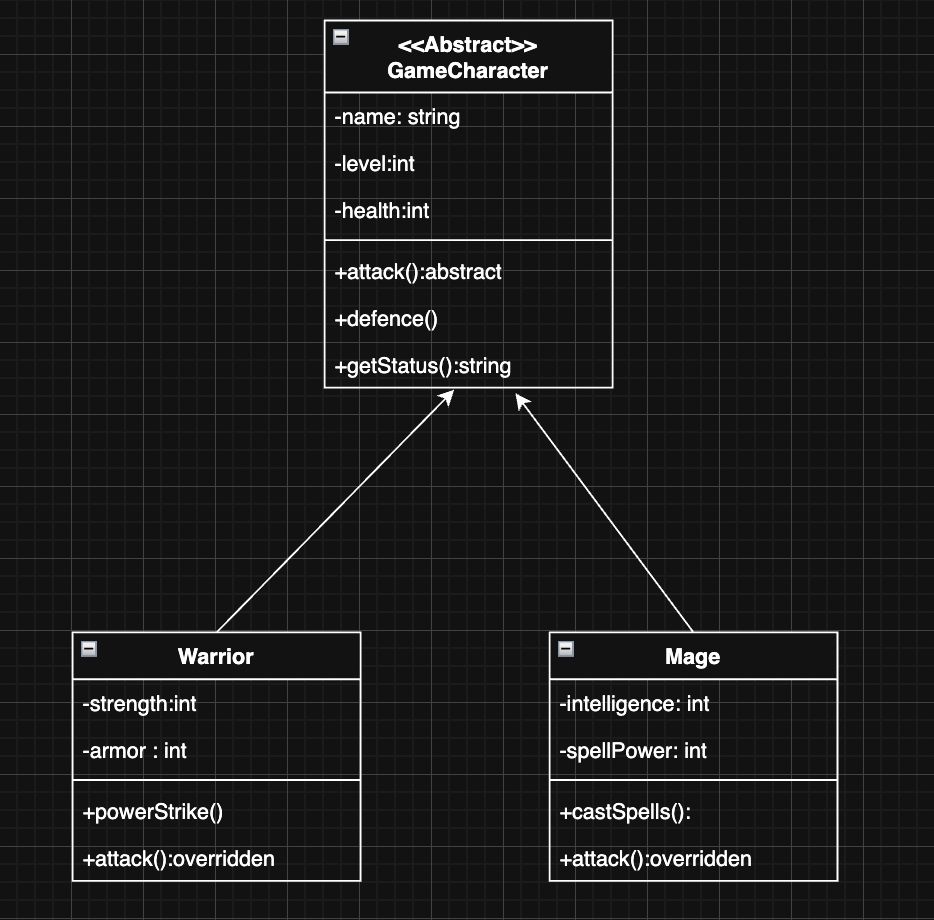 <<Abstract>>
GameCharacter
-name: string
-level:int
-health:int
+attack():abstract
+defence()
+getStatus():string
Warrior
-strength:int
-armor : int
+powerStrike()
+attack():overridden
Mage
-intelligence: int
-spellPower: int
+castSpells():
+attack():overridden